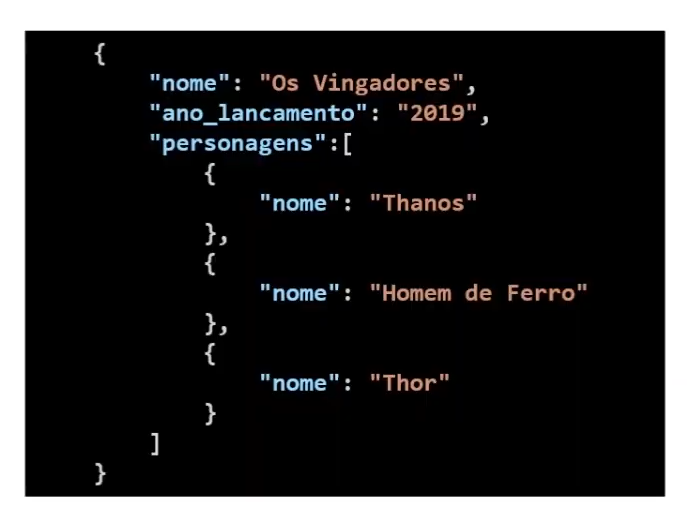 {
"nome": "Os Vingadores",
"ano_lancamento": "2019",
"personagens":[
{
"nome": "Thanos"
},
{
"nome": "Homem de Ferro"
},
{
"nome": "Thor"
}
]
}